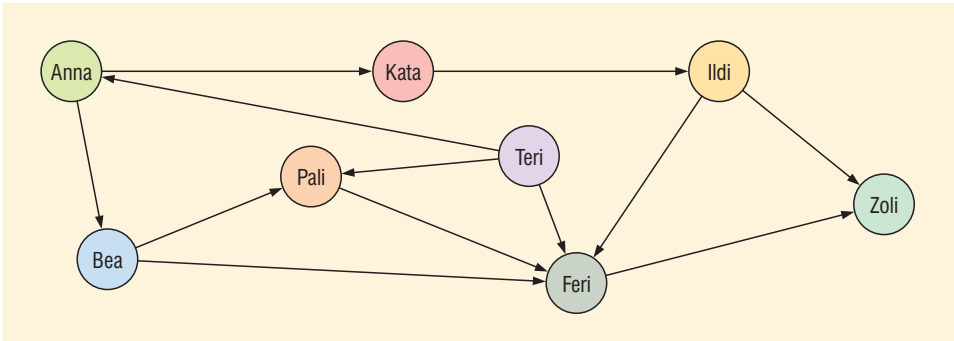 Anna
Kata
Ildi
Teri
Pali
Zoli
Bea
Feri